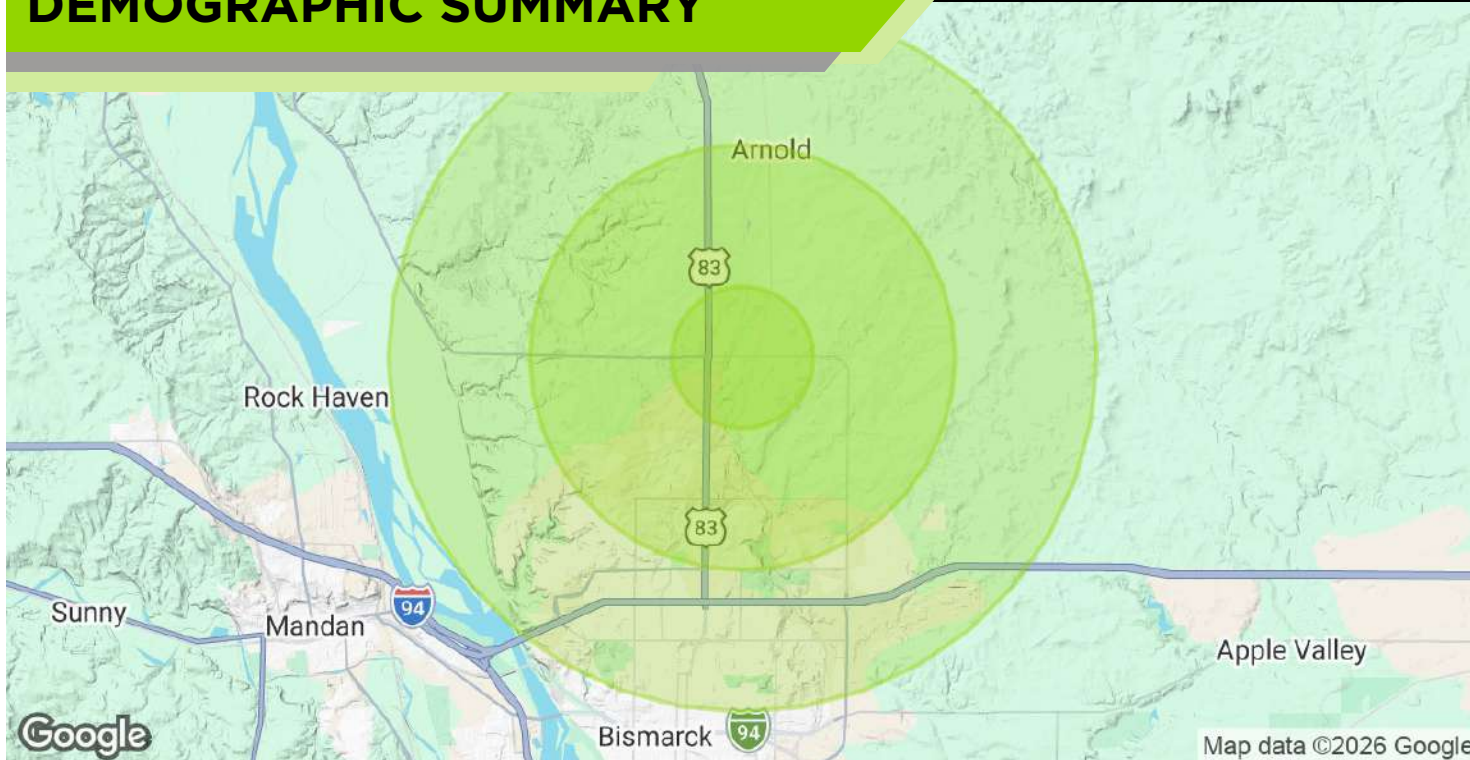 DEMOGRAPHIC SUMMARY
Arnold
83
Rock Haven
83
94
Sunny
Mandan
Apple Valley
Bismarck
94
Google
Map data ©2026 Google